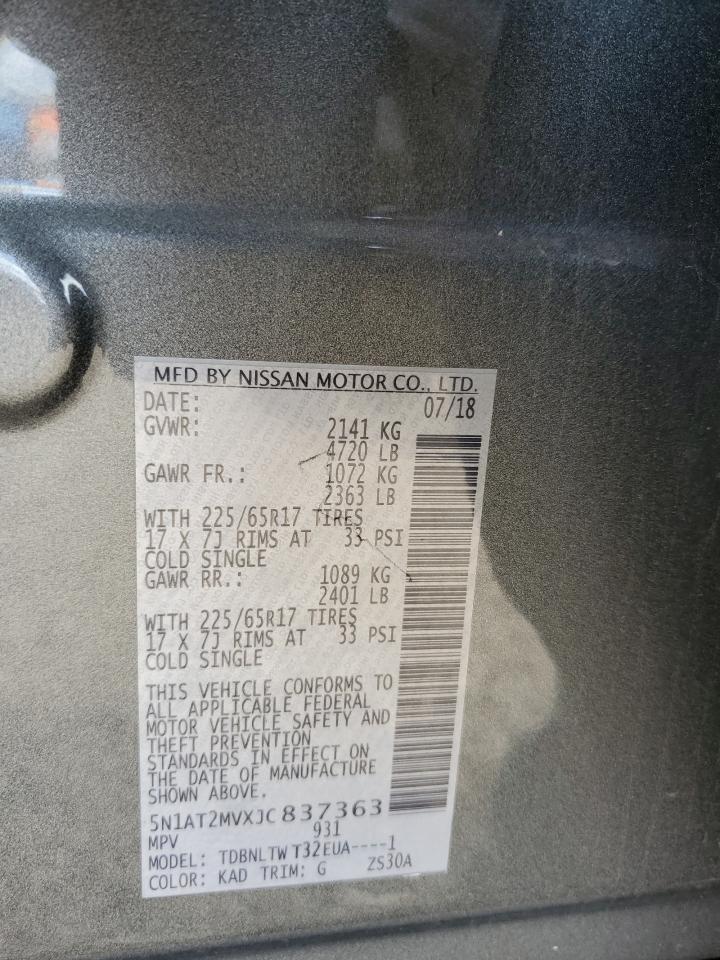 MFD BY NISSAN MOTOR CO., LTD.
DATE: 07/18
GVWR: 2141 KG
4720 LB
GAWR FR.: 1072 KG
2363 LB
WITH 225/65R17 TIRES
17 X 7J RIMS AT 33 PSI
COLD SINGLE
GAWR RR.: 1089 KG
2401 LB
WITH 225/65R17 TIRES
17 X 7J RIMS AT 33 PSI
COLD SINGLE
THIS VEHICLE CONFORMS TO
ALL APPLICABLE FEDERAL
MOTOR VEHICLE SAFETY AND
THEFT PREVENTION
STANDARDS IN EFFECT ON
THE DATE OF MANUFACTURE
SHOWN ABOVE.
5N1AT2MVXJC837363
MPV 931
MODEL: TDBNLTWT32EUA----1
COLOR: KAD TRIM: G ZS30A